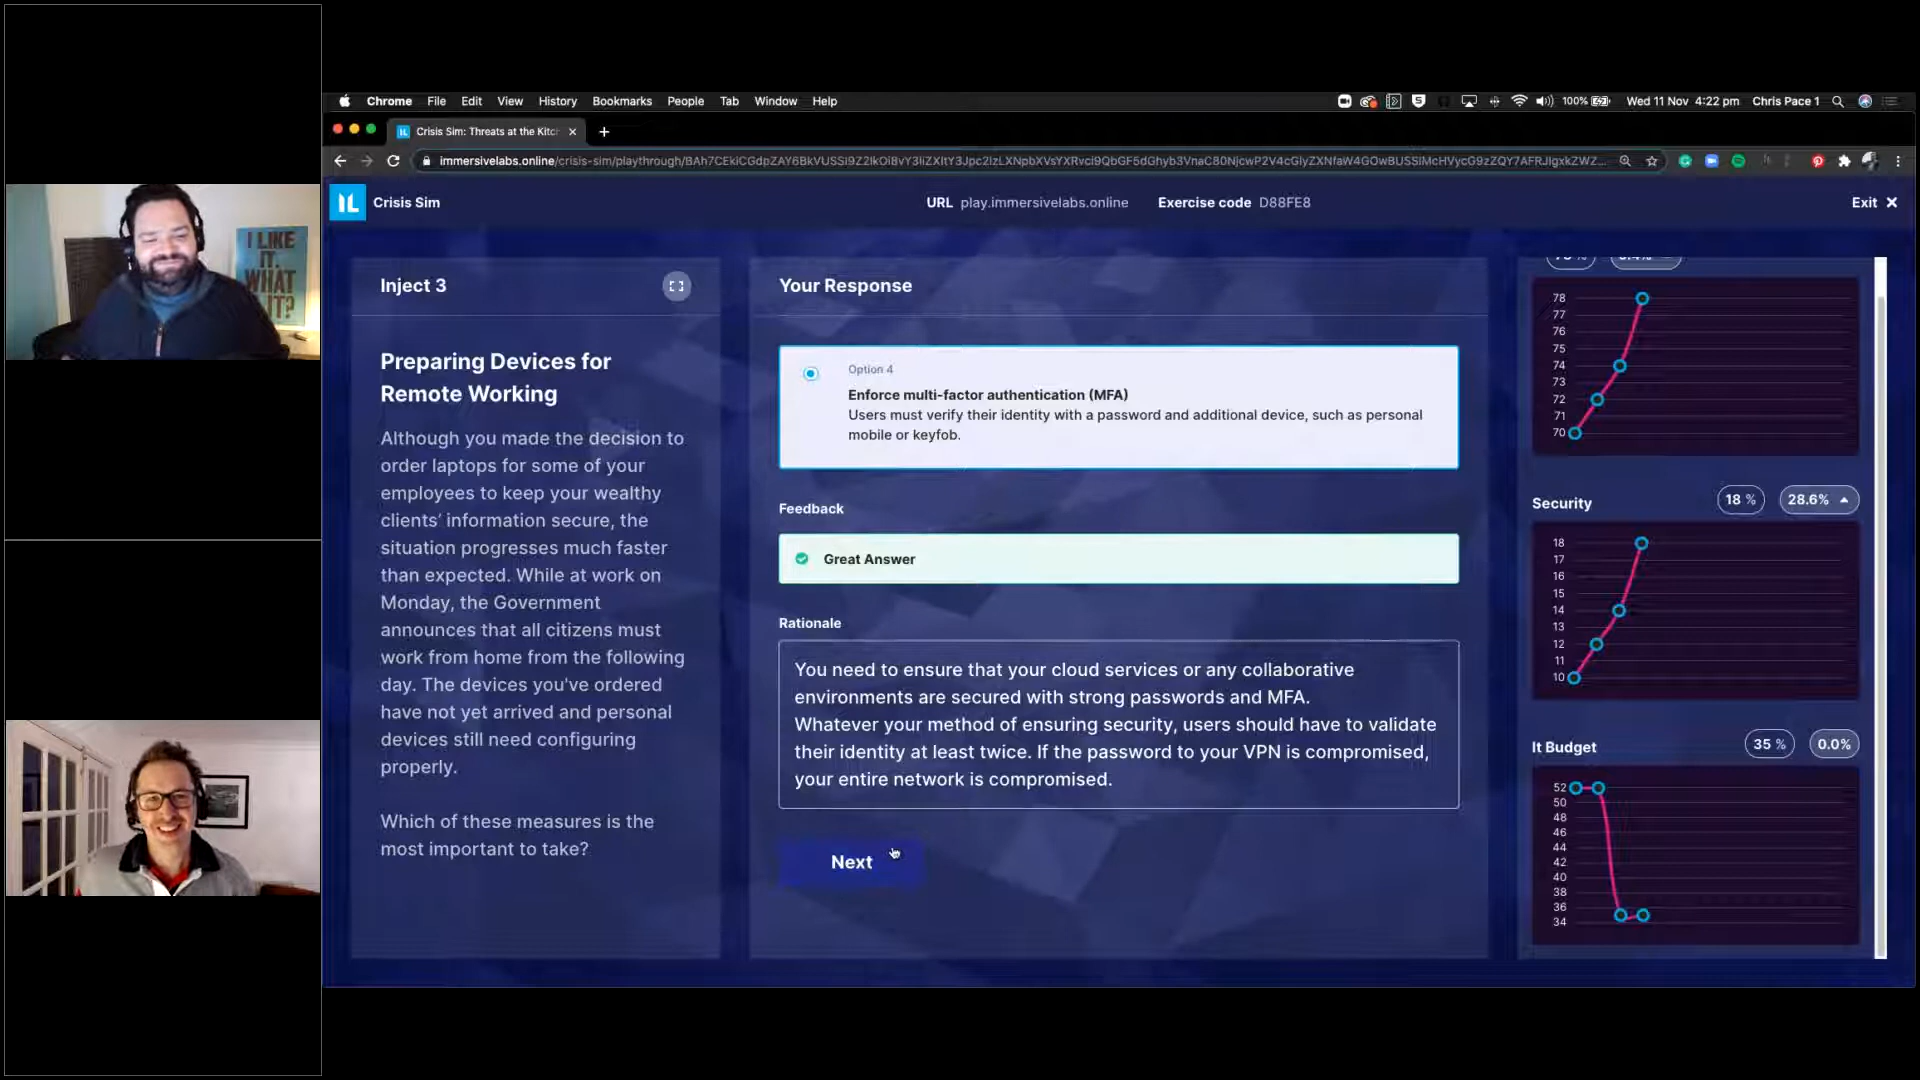 I LIKE
IT.
WHAT
IS IT?
Chrome File Edit View History Bookmarks People Tab Window Help
100% Wed 11 Nov 4:22 pm Chris Pace 1
Crisis Sim: Threats at the Kitch
Crisis Sim
URL play.immersivelabs.online Exercise code D88FE8
Exit
Inject 3
Preparing Devices for
Remote Working
Although you made the decision to
order laptops for some of your
employees to keep your wealthy
clients' information secure, the
situation progresses much faster
than expected. While at work on
Monday, the Government
announces that all citizens must
work from home from the following
day. The devices you've ordered
have not yet arrived and personal
devices still need configuring
properly.
Which of these measures is the
most important to take?
Your Response
Option 4
Enforce multi-factor authentication (MFA)
Users must verify their identity with a password and additional device, such as personal
mobile or keyfob.
Feedback
Great Answer
Rationale
You need to ensure that your cloud services or any collaborative
environments are secured with strong passwords and MFA.
Whatever your method of ensuring security, users should have to validate
their identity at least twice. If the password to your VPN is compromised,
your entire network is compromised.
Next
78
77
76
75
74
73
72
71
70
Security 18 % 28.6%
18
17
16
15
14
13
12
11
10
It Budget 35 % 0.0%
52
50
48
46
44
42
40
38
36
34